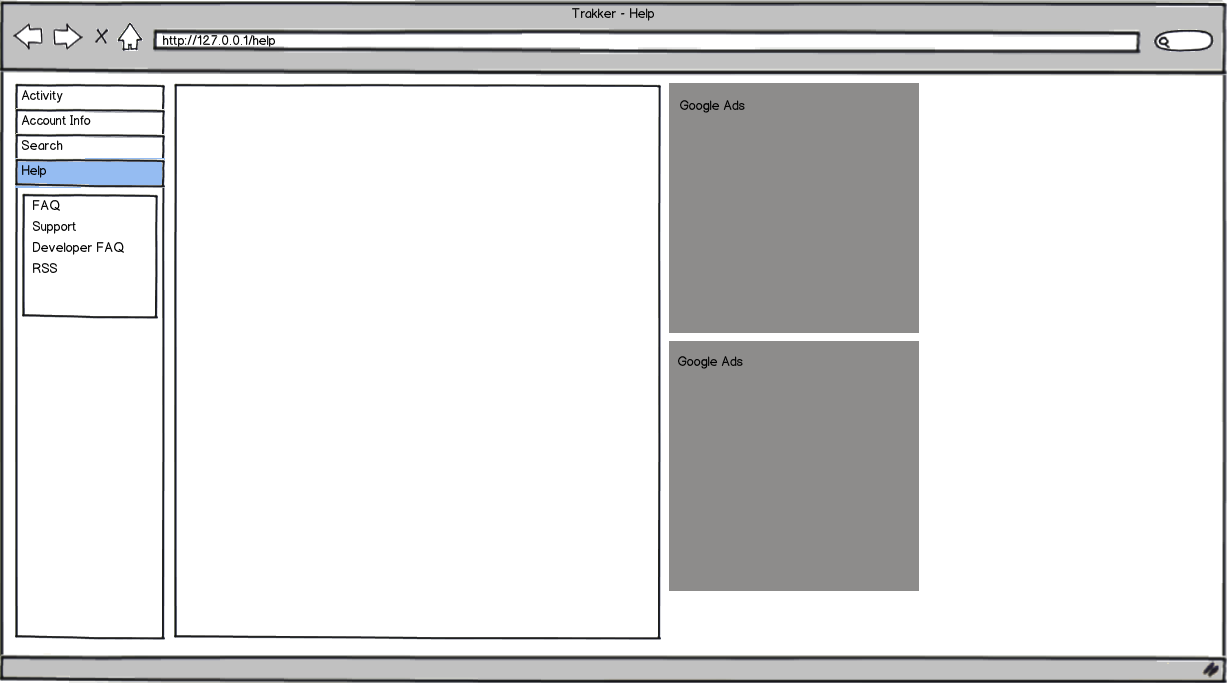 Trakker - Help
http://127.0.0.1/help
Activity
Account Info
Search
Help
FAQ
Support
Developer FAQ
RSS
Google Ads
Google Ads